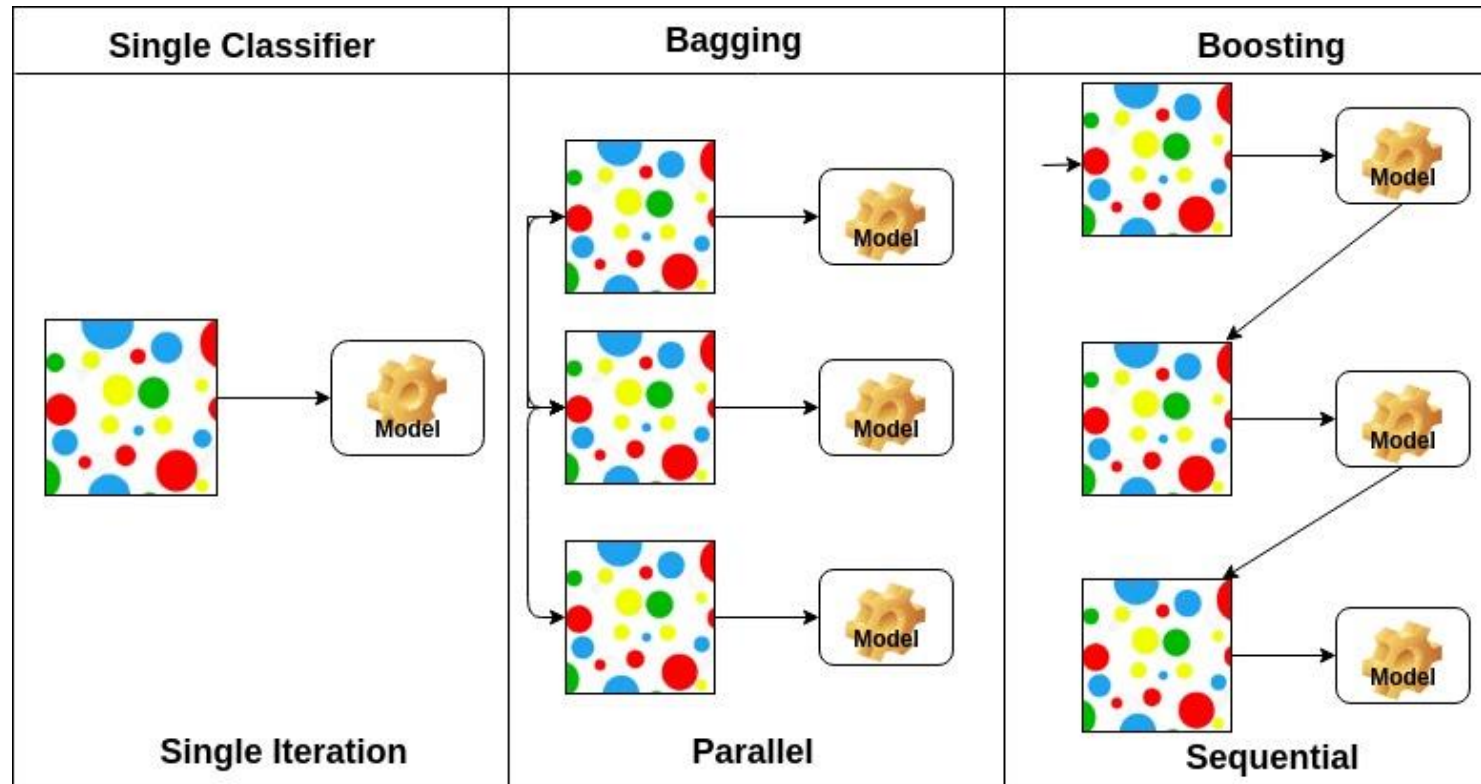 Single Classifier
Bagging
Boosting
Model
Model
Model
Model
Model
Model
Model
Single Iteration
Parallel
Sequential